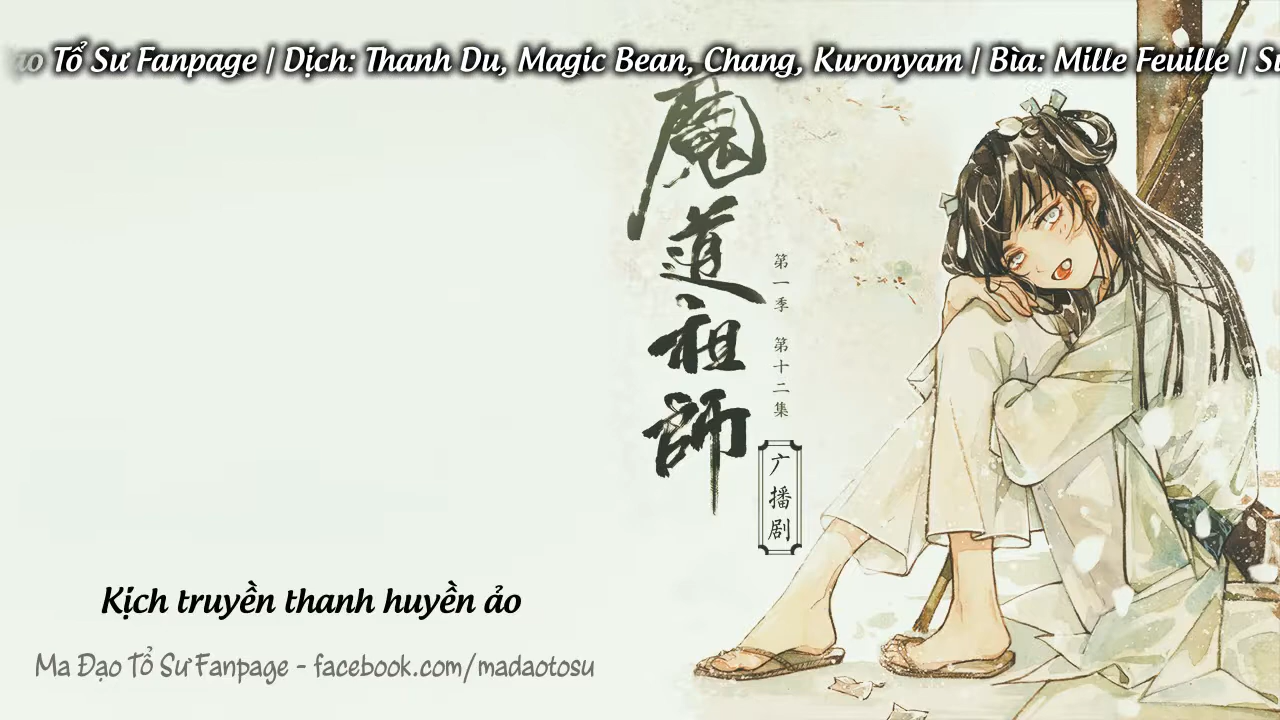 Tổ Sư Fanpage | Dịch: Thanh Du, Magic Bean, Chang, Kuronyam | Bìa: Mille Feuille |
魔道祖師
第一季 第十二集
广播剧
Kịch truyền thanh huyền ảo
Ma Đạo Tổ Sư Fanpage - facebook.com/madaotosu